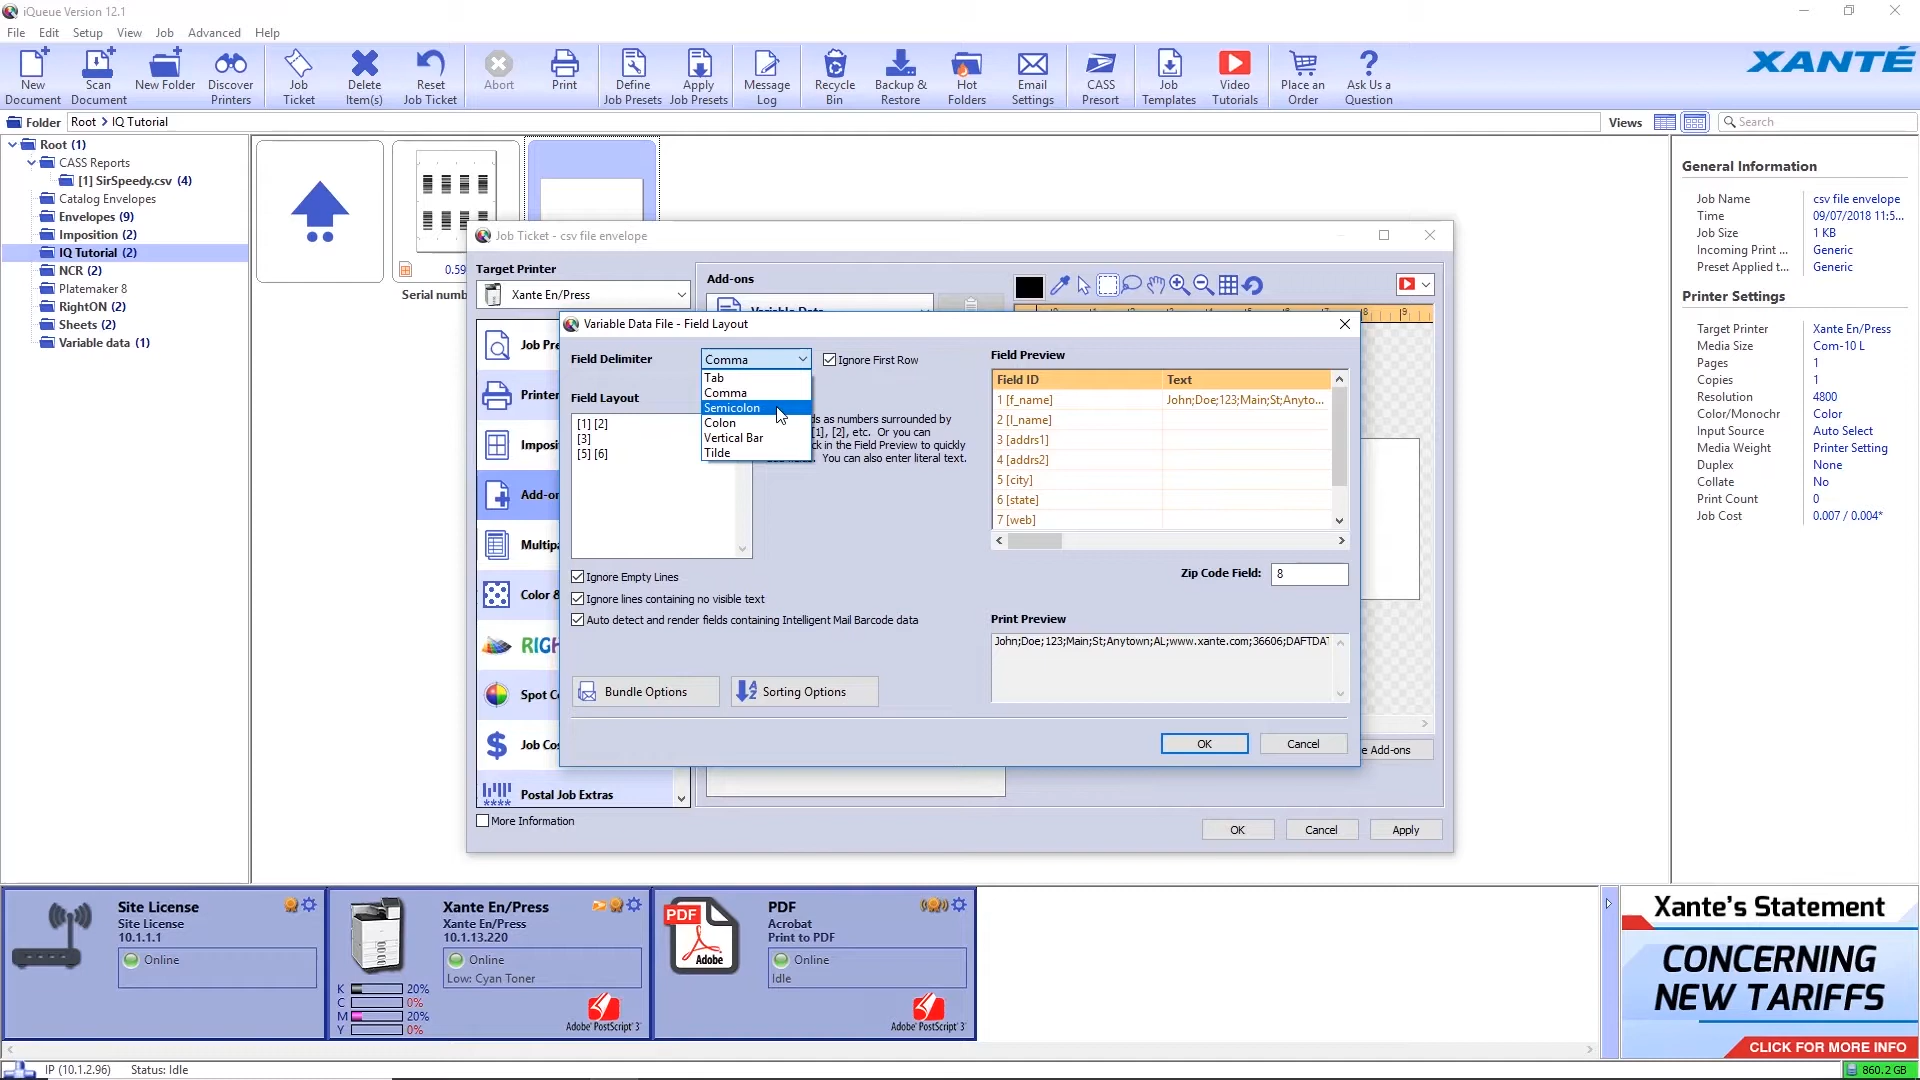 iQueue Version 12.1
File Edit Setup View Job Advanced Help
New Document
Scan Document
New Folder
Discover Printers
Job Ticket
Delete Item(s)
Reset Job Ticket
Abort
Print
Define Job Presets
Apply Job Presets
Message Log
Recycle Bin
Backup & Restore
Hot Folders
Email Settings
CASS Presort
Job Templates
Video Tutorials
Place an Order
Ask Us a Question
XANTÉ
Folder Root > IQ Tutorial
Views
Search
Root (1)
CASS Reports
[1] SirSpeedy.csv (4)
Catalog Envelopes
Envelopes (9)
Imposition (2)
IQ Tutorial (2)
NCR (2)
Platemaker 8
RightON (2)
Sheets (2)
Variable data (1)
0.59
Serial numb
Job Ticket - csv file envelope
Target Printer
Xante En/Press
Add-ons
Variable Data
Job Pre
Printer
Imposi
Add-on
Multipa
Color &
RIGH
Spot Co
Job Cos
Postal Job Extras
More Information
e Add-ons
OK
Cancel
Apply
Variable Data File - Field Layout
Field Delimiter
Comma
Ignore First Row
Tab
Comma
Semicolon
Colon
Vertical Bar
Tilde
Field Layout
[1] [2]
[3]
[5] [6]
ds as numbers surrounded by
[1], [2], etc. Or you can
ck in the Field Preview to quickly
You can also enter literal text.
Ignore Empty Lines
Ignore lines containing no visible text
Auto detect and render fields containing Intelligent Mail Barcode data
Bundle Options
Sorting Options
Field Preview
Field ID Text
1 [f_name] John;Doe;123;Main;St;Anyto...
2 [l_name]
3 [addrs1]
4 [addrs2]
5 [city]
6 [state]
7 [web]
Zip Code Field: 8
Print Preview
John;Doe;123;Main;St;Anytown;AL;www.xante.com;36606;DAFTDAT
OK
Cancel
General Information
Job Name csv file envelope
Time 09/07/2018 11:5...
Job Size 1 KB
Incoming Print ... Generic
Preset Applied t... Generic
Printer Settings
Target Printer Xante En/Press
Media Size Com-10 L
Pages 1
Copies 1
Resolution 4800
Color/Monochr Color
Input Source Auto Select
Media Weight Printer Setting
Duplex None
Collate No
Print Count 0
Job Cost 0.007 / 0.004*
Site License
Site License
10.1.1.1
Online
Xante En/Press
Xante En/Press
10.1.13.220
Online
Low: Cyan Toner
K 20%
C 0%
M 20%
Y 0%
Adobe® PostScript® 3™
PDF
Adobe
PDF
Acrobat
Print to PDF
Online
Idle
Adobe® PostScript® 3™
Xante's Statement
CONCERNING
NEW TARIFFS
CLICK FOR MORE INFO
IP (10.1.2.96) Status: Idle
860.2 GB